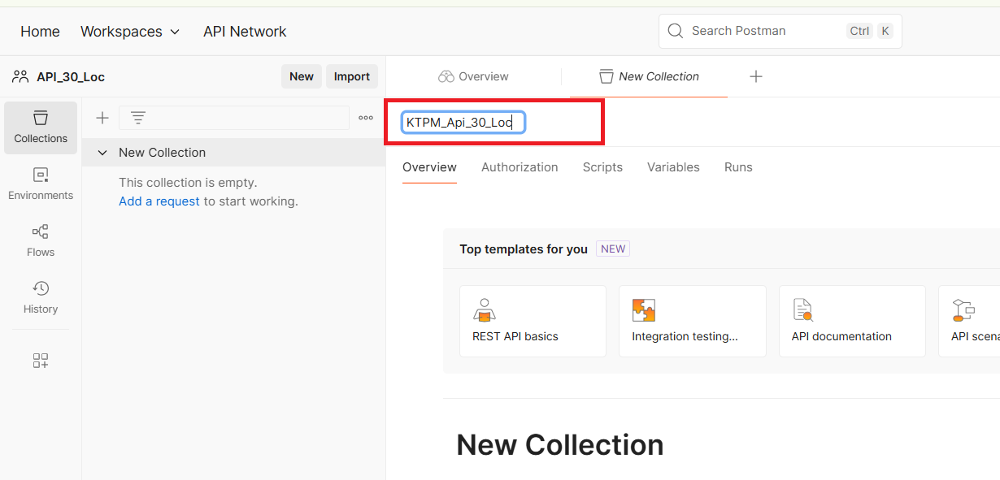 Home Workspaces API Network Search Postman Ctrl K
API_30_Loc New Import Overview New Collection
KTPM_Api_30_Loc
Collections
New Collection
This collection is empty.
Add a request to start working.
Environments
Flows
History
Overview Authorization Scripts Variables Runs
Top templates for you NEW
REST API basics Integration testing... API documentation API scena
New Collection